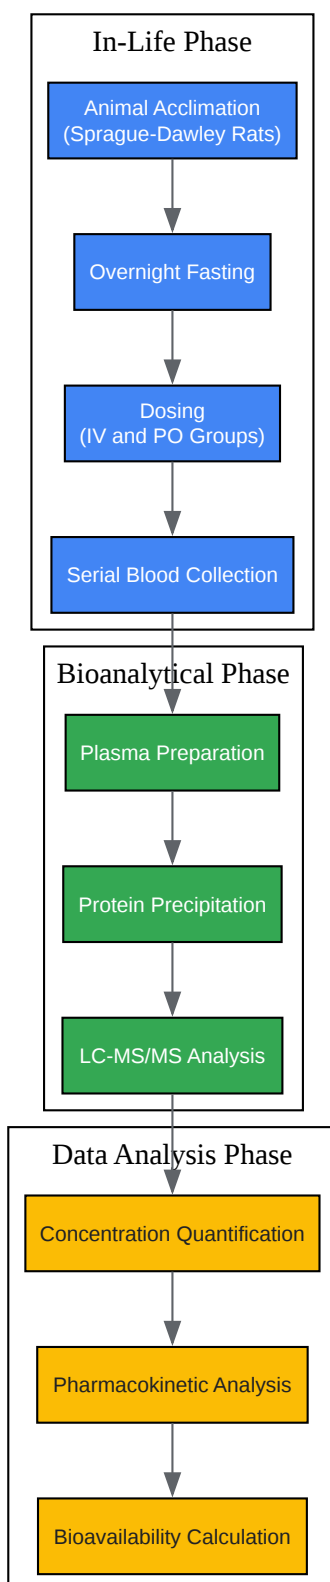 In-Life Phase
Animal Acclimation
(Sprague-Dawley Rats)
Overnight Fasting
Dosing
(IV and PO Groups)
Serial Blood Collection
Bioanalytical Phase
Plasma Preparation
Protein Precipitation
LC-MS/MS Analysis
Data Analysis Phase
Concentration Quantification
Pharmacokinetic Analysis
Bioavailability Calculation